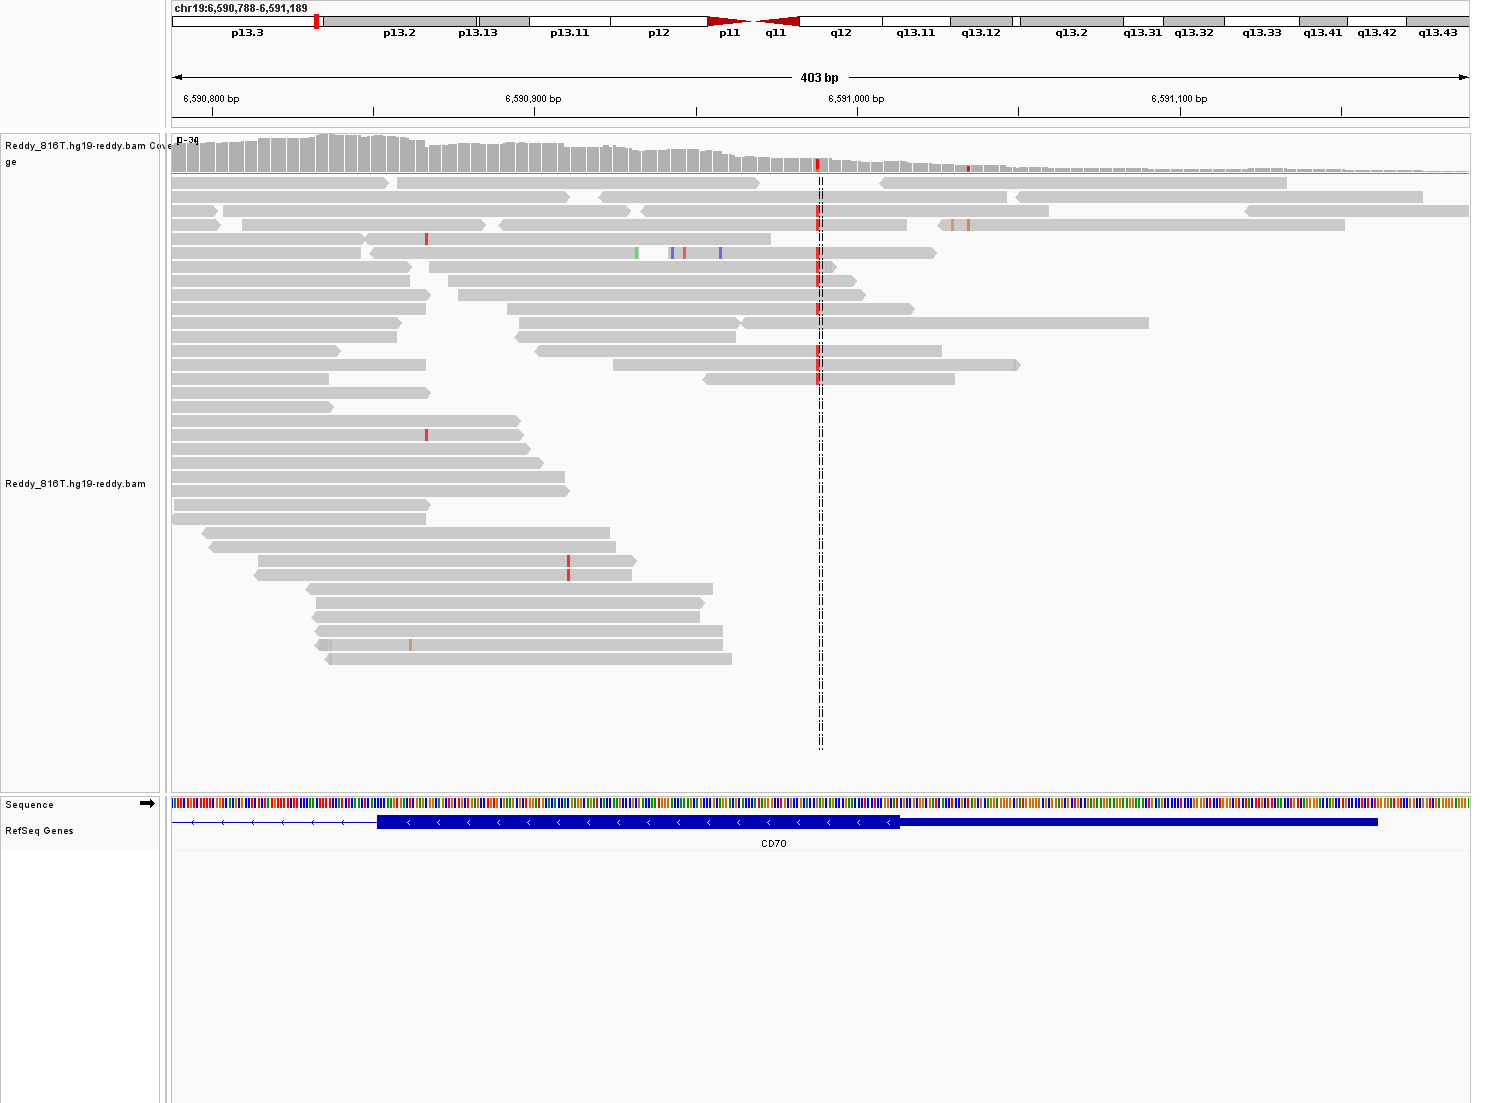 chr19:6,590,788-6,591,189
p13.3 p13.2 p13.13 p13.11 p12 p11 q11 q12 q13.11 q13.12 q13.2 q13.31 q13.32 q13.33 q13.41 q13.42 q13.43
403 bp
6,590,800 bp 6,590,900 bp 6,591,000 bp 6,591,100 bp
Reddy_816T.hg19-reddy.bam Cove
ge
Reddy_816T.hg19-reddy.bam
Sequence
RefSeq Genes
CD70